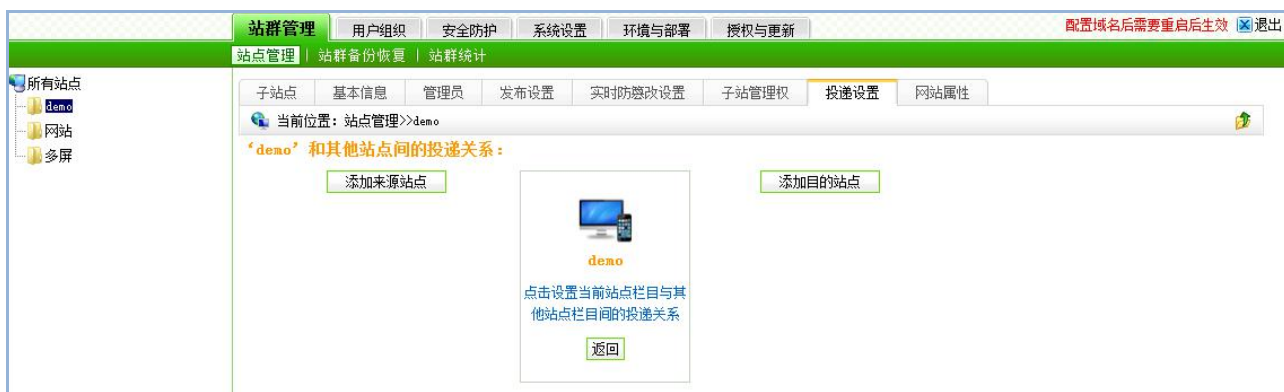 站群管理 用户组织 安全防护 系统设置 环境与部署 授权与更新 配置域名后需要重启后生效 退出
站点管理 | 站群备份恢复 | 站群统计
所有站点
demo
网站
多屏
子站点 基本信息 管理员 发布设置 实时防篡改设置 子站管理权 投递设置 网站属性
当前位置：站点管理>>demo
‘demo’和其他站点间的投递关系：
添加来源站点 添加目的站点
demo
点击设置当前站点栏目与其
他站点栏目间的投递关系
返回